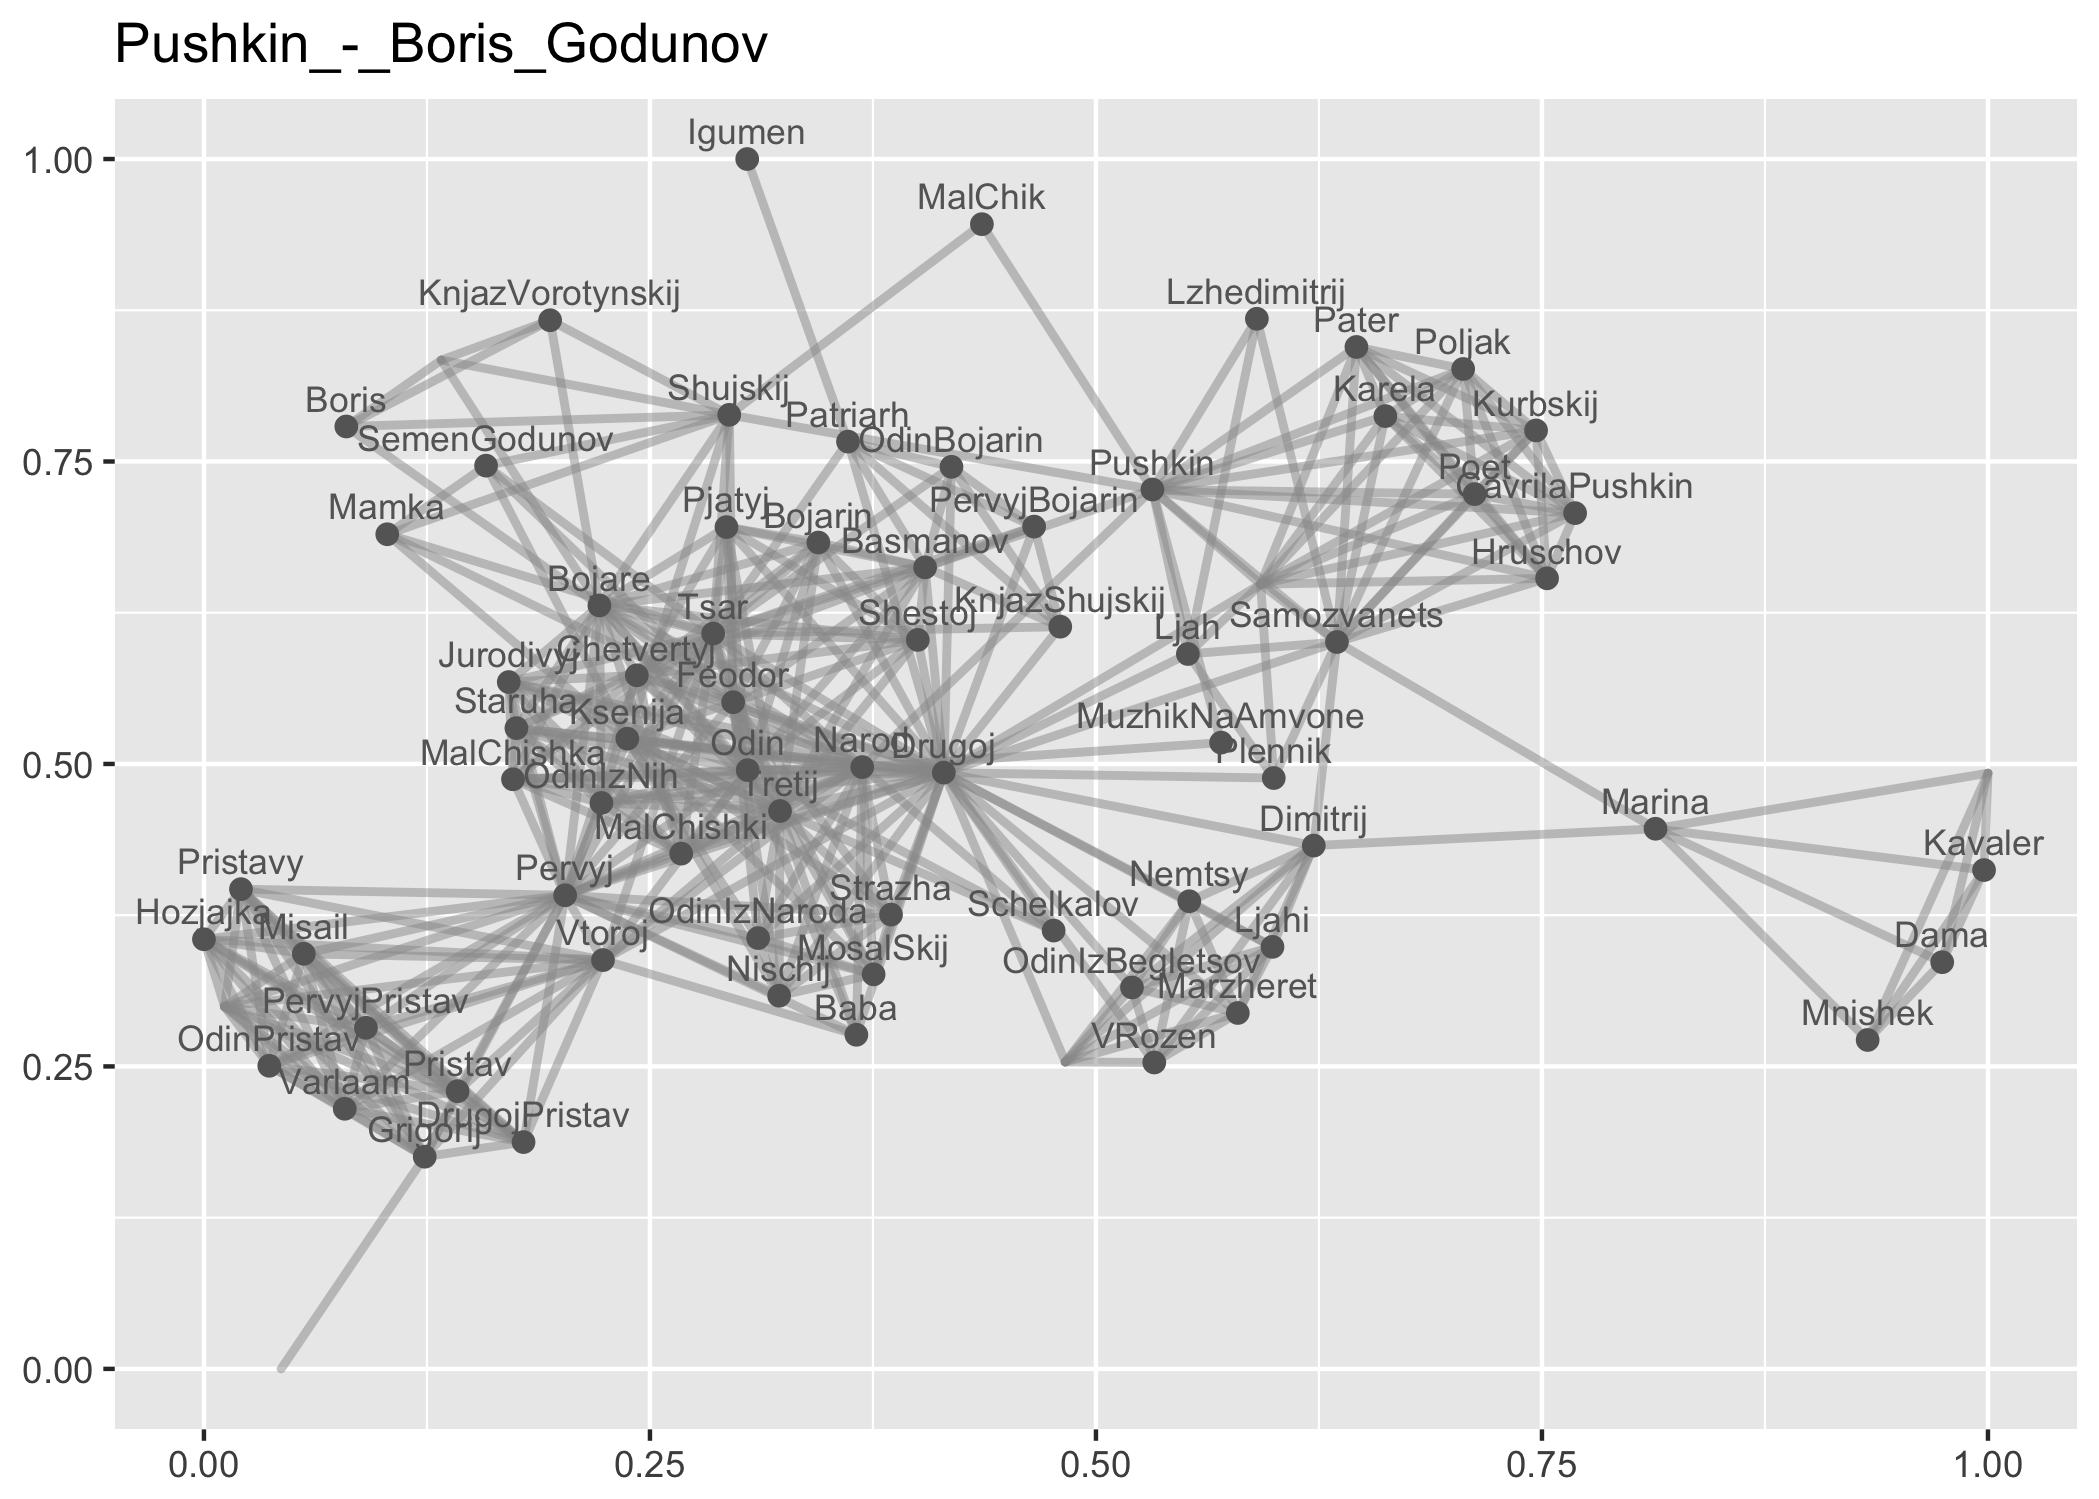 Pushkin_-_Boris_Godunov
Igumen
MalChik
KnjazVorotynskij
Lzhedimitrij
Pater
Poljak
Boris
Shujskij
Karela
Kurbskij
Patriarh
SemenGodunov
OdinBojarin
Pushkin
Poet
GavrilaPushkin
Mamka
Pjatyj
Bojarin
PervyjBojarin
Basmanov
Hruschov
Bojare
Tsar
Shestoj
KnjazShujskij
Ljah
Samozvanets
Jurodivyj
Chetvertyj
Feodor
Staruha
Ksenija
MuzhikNaAmvone
MalChishka
Odin
Narod
Drugoj
Plennik
OdinIzNih
Tretij
Marina
MalChishki
Dimitrij
Kavaler
Pristavy
Pervyj
Nemtsy
Strazha
Schelkalov
Hozjajka
Misail
OdinIzNaroda
Ljahi
Vtoroj
Dama
MosalSkij
OdinIzBegletsov
Nischij
Marzheret
PervyjPristav
Baba
Mnishek
OdinPristav
VRozen
Pristav
Varlaam
DrugojPristav
Grigorij
1.00
0.75
0.50
0.25
0.00
0.00 0.25 0.50 0.75 1.00